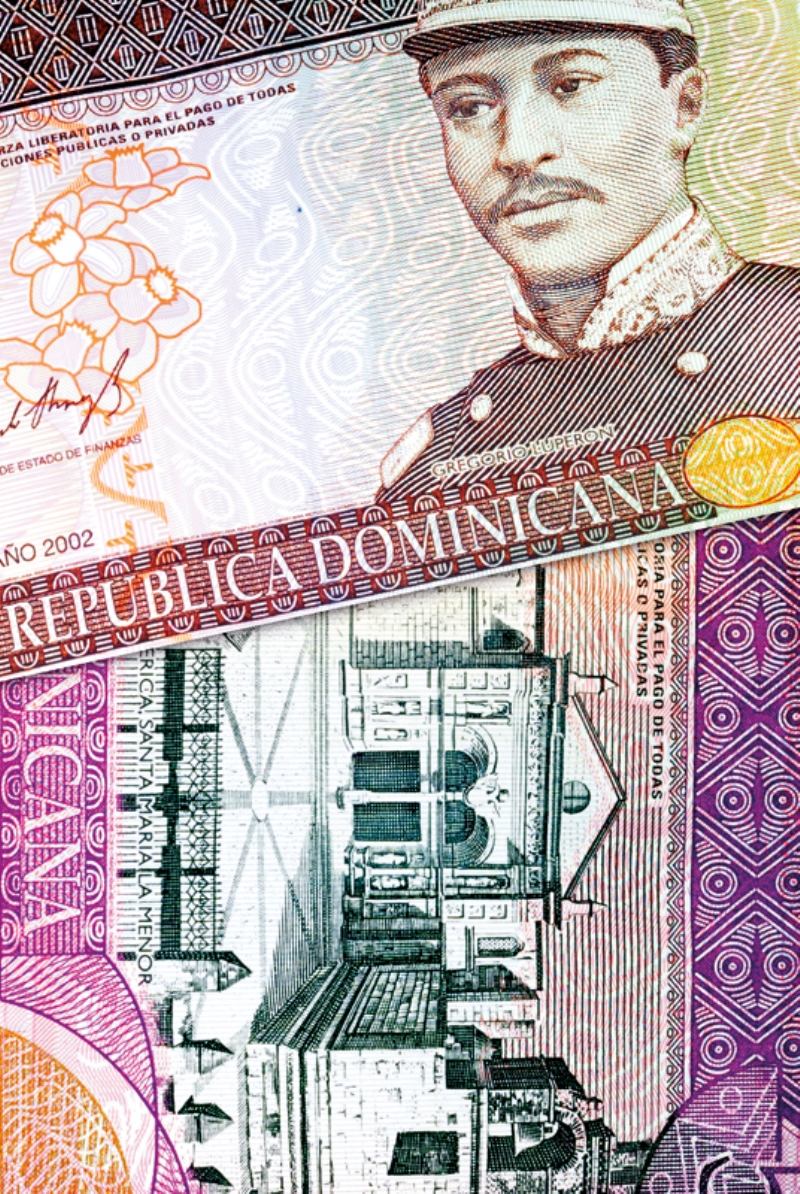 RZA LIBERATORIA PARA EL PAGO DE TODAS
CIONES PUBLICAS O PRIVADAS
DE ESTADO DE FINANZAS
AÑO 2002
GREGORIO LUPERON
REPUBLICA DOMINICANA
ORIA PARA EL PAGO DE TODAS
ICAS O PRIVADAS
NICANA
ERICA, SANTA MARIA LA MENOR